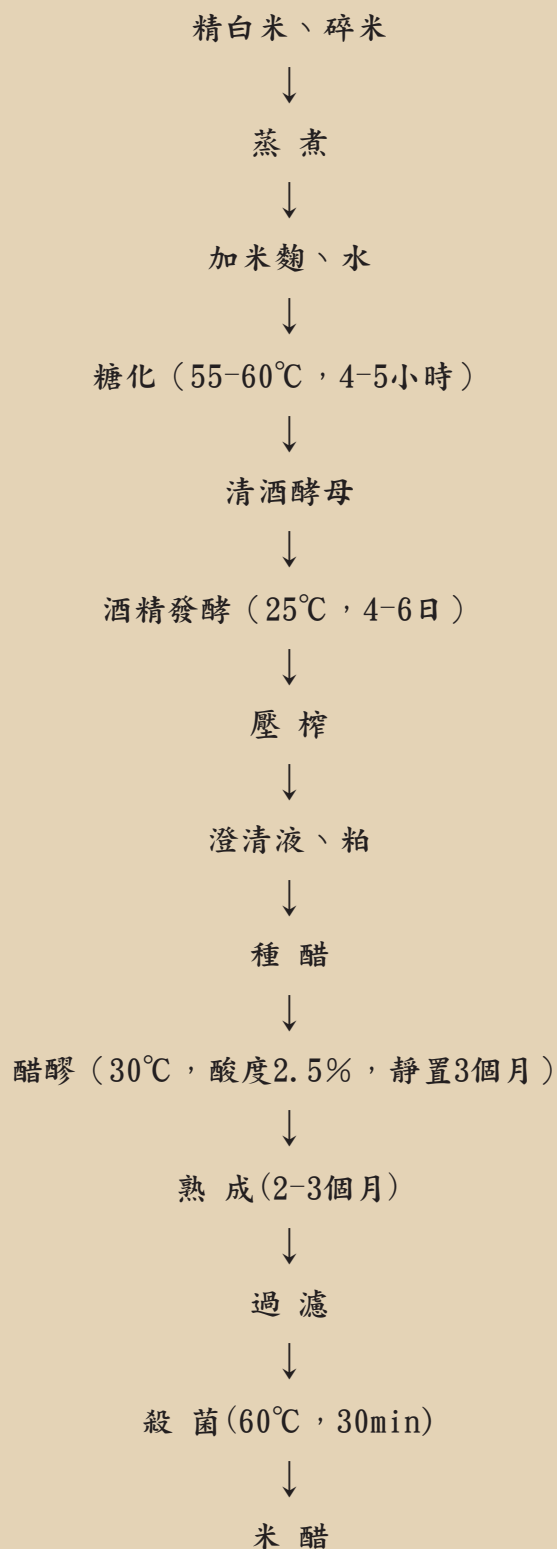 精白米、碎米
↓
蒸 煮
↓
加米麴、水
↓
糖化（55-60℃，4-5小時）
↓
清酒酵母
↓
酒精發酵（25℃，4-6日）
↓
壓 榨
↓
澄清液、粕
↓
種 醋
↓
醋醪（30℃，酸度2.5％，靜置3個月）
↓
熟 成(2-3個月)
↓
過 濾
↓
殺 菌(60℃，30min)
↓
米 醋